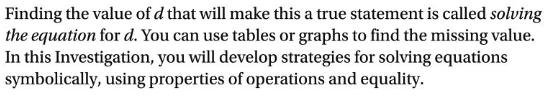 Finding the value of d that will make this a true statement is called solving
the equation for d. You can use tables or graphs to find the missing value.
In this Investigation, you will develop strategies for solving equations
symbolically, using properties of operations and equality.